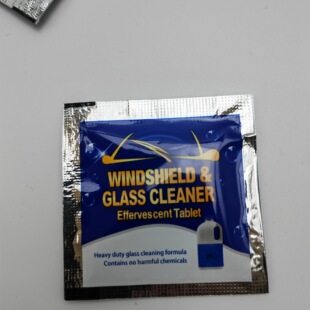 WINDSHIELD &
GLASS CLEANER
Effervescent Tablet
Heavy duty glass cleaning formula
Contains no harmful chemicals